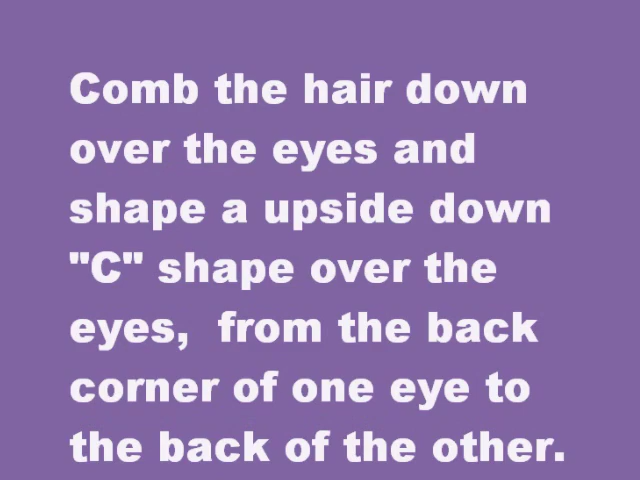 Comb the hair down
over the eyes and
shape a upside down
"C" shape over the
eyes,  from the back
corner of one eye to
the back of the other.